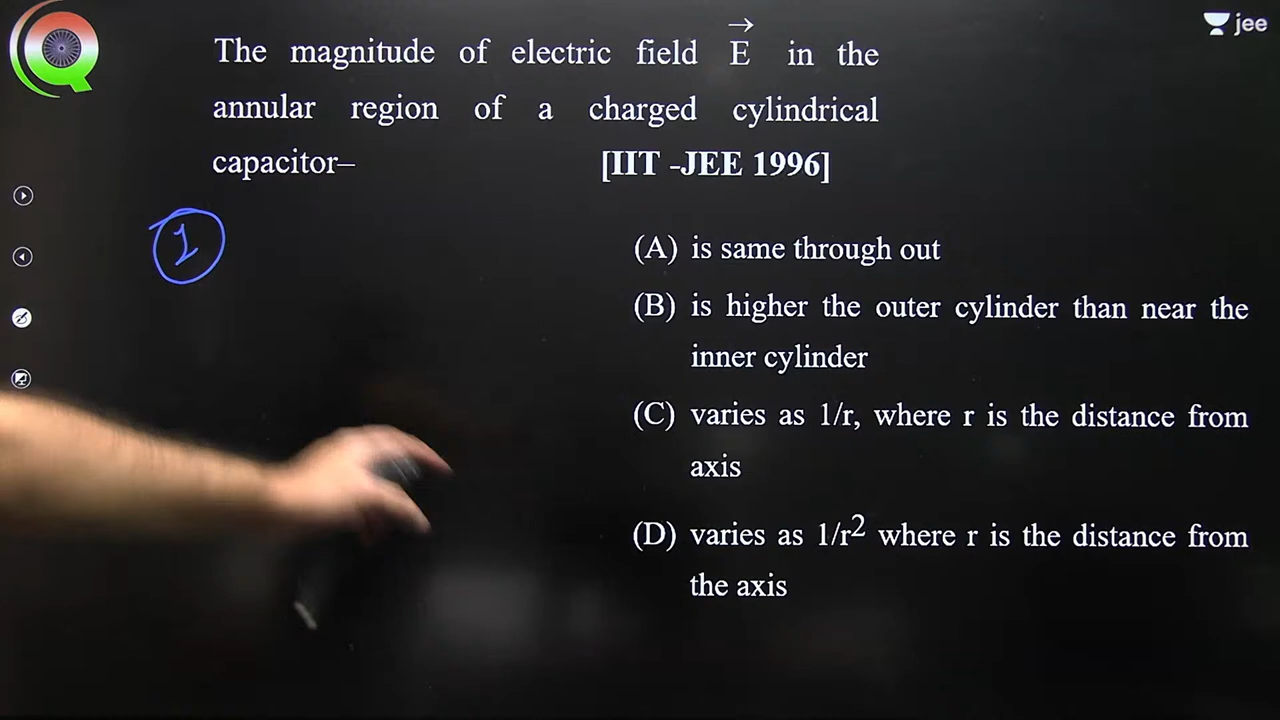 The magnitude of electric field E in the
annular region of a charged cylindrical
capacitor– [IIT -JEE 1996]
1
(A) is same through out
(B) is higher the outer cylinder than near the
inner cylinder
(C) varies as 1/r, where r is the distance from
axis
(D) varies as 1/r² where r is the distance from
the axis
jee